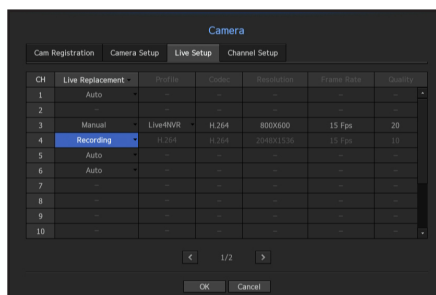 Camera
Cam Registration Camera Setup Live Setup Channel Setup
CH Live Replacement Profile Codec Resolution Frame Rate Quality
1 Auto - - - - -
2 - - - - - -
3 Manual Live4NVR H.264 800X600 15 Fps 20
4 Recording H.264 H.264 2048X1536 15 Fps 10
5 Auto - - - - -
6 Auto - - - - -
7 - - - - - -
8 - - - - - -
9 - - - - - -
10 - - - - - -
< 1/2 >
OK Cancel